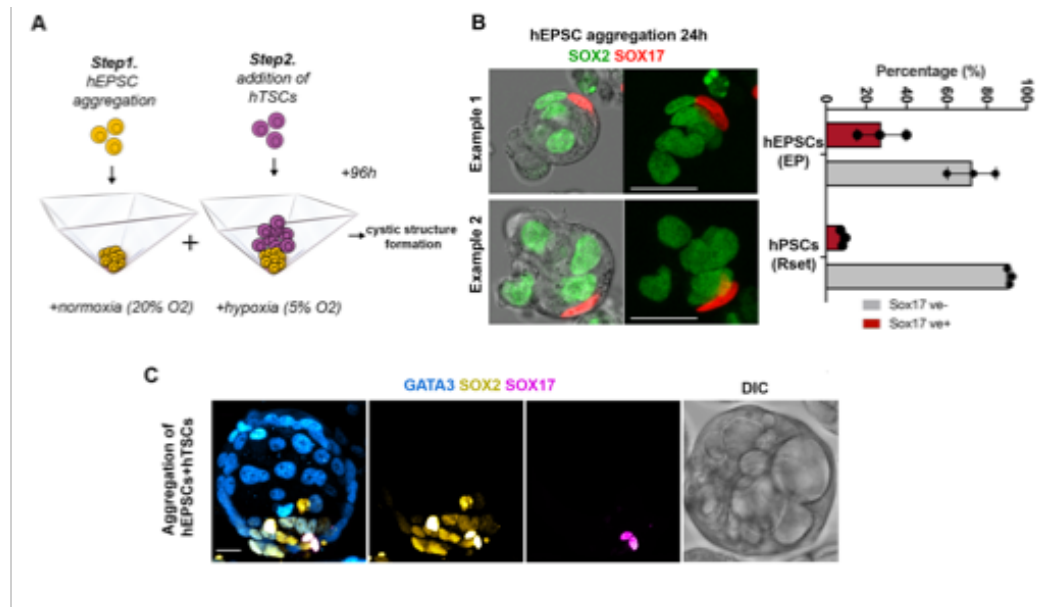 A
Step1.
hEPSC
aggregation
Step2.
addition of
hTSCs
+96h
+
cystic structure
formation
+normoxia (20% O2)
+hypoxia (5% O2)
B
hEPSC aggregation 24h
SOX2 SOX17
Example 1
Example 2
Percentage (%)
0
20
40
60
80
100
hEPSCs
(EP)
hPSCs
(Rset)
Sox17 ve-
Sox17 ve+
C
GATA3 SOX2 SOX17
DIC
Aggregation of
hEPSCs+hTSCs